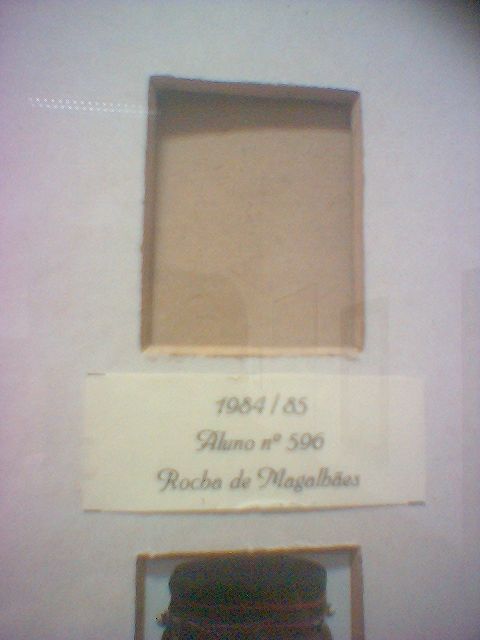 1984 / 85
Aluno nº 596
Rocha de Magalhães